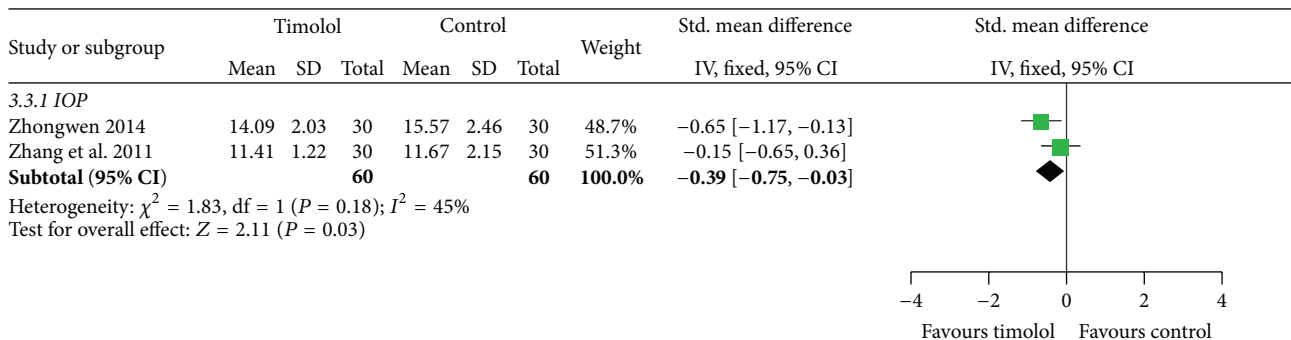 Study or subgroup Timolol Control Weight Std. mean difference Std. mean difference
Mean SD Total Mean SD Total IV, fixed, 95% CI IV, fixed, 95% CI
3.3.1 IOP
Zhongwen 2014 14.09 2.03 30 15.57 2.46 30 48.7% −0.65 [−1.17, −0.13]
Zhang et al. 2011 11.41 1.22 30 11.67 2.15 30 51.3% −0.15 [−0.65, 0.36]
Subtotal (95% CI) 60 60 100.0% −0.39 [−0.75, −0.03]
Heterogeneity: χ² = 1.83, df = 1 (P = 0.18); I² = 45%
Test for overall effect: Z = 2.11 (P = 0.03)
−4 −2 0 2 4
Favours timolol Favours control